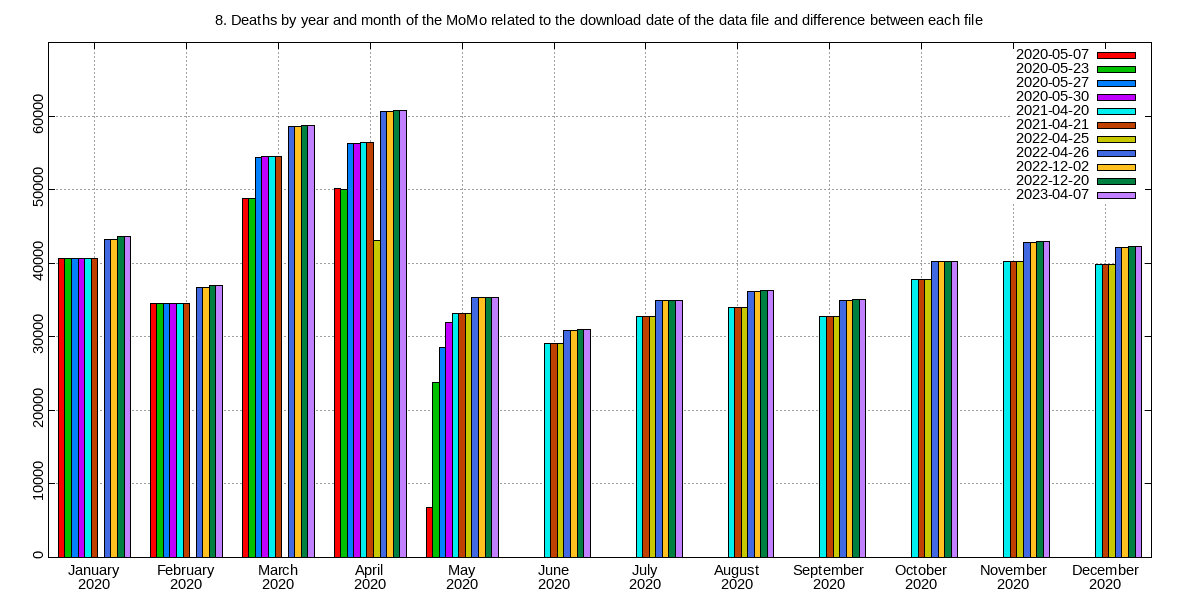 8. Deaths by year and month of the MoMo related to the download date of the data file and difference between each file
2020-05-07
2020-05-23
2020-05-27
2020-05-30
2021-04-20
2021-04-21
2022-04-25
2022-04-26
2022-12-02
2022-12-20
2023-04-07
60000
50000
40000
30000
20000
10000
0
January
2020
February
2020
March
2020
April
2020
May
2020
June
2020
July
2020
August
2020
September
2020
October
2020
November
2020
December
2020